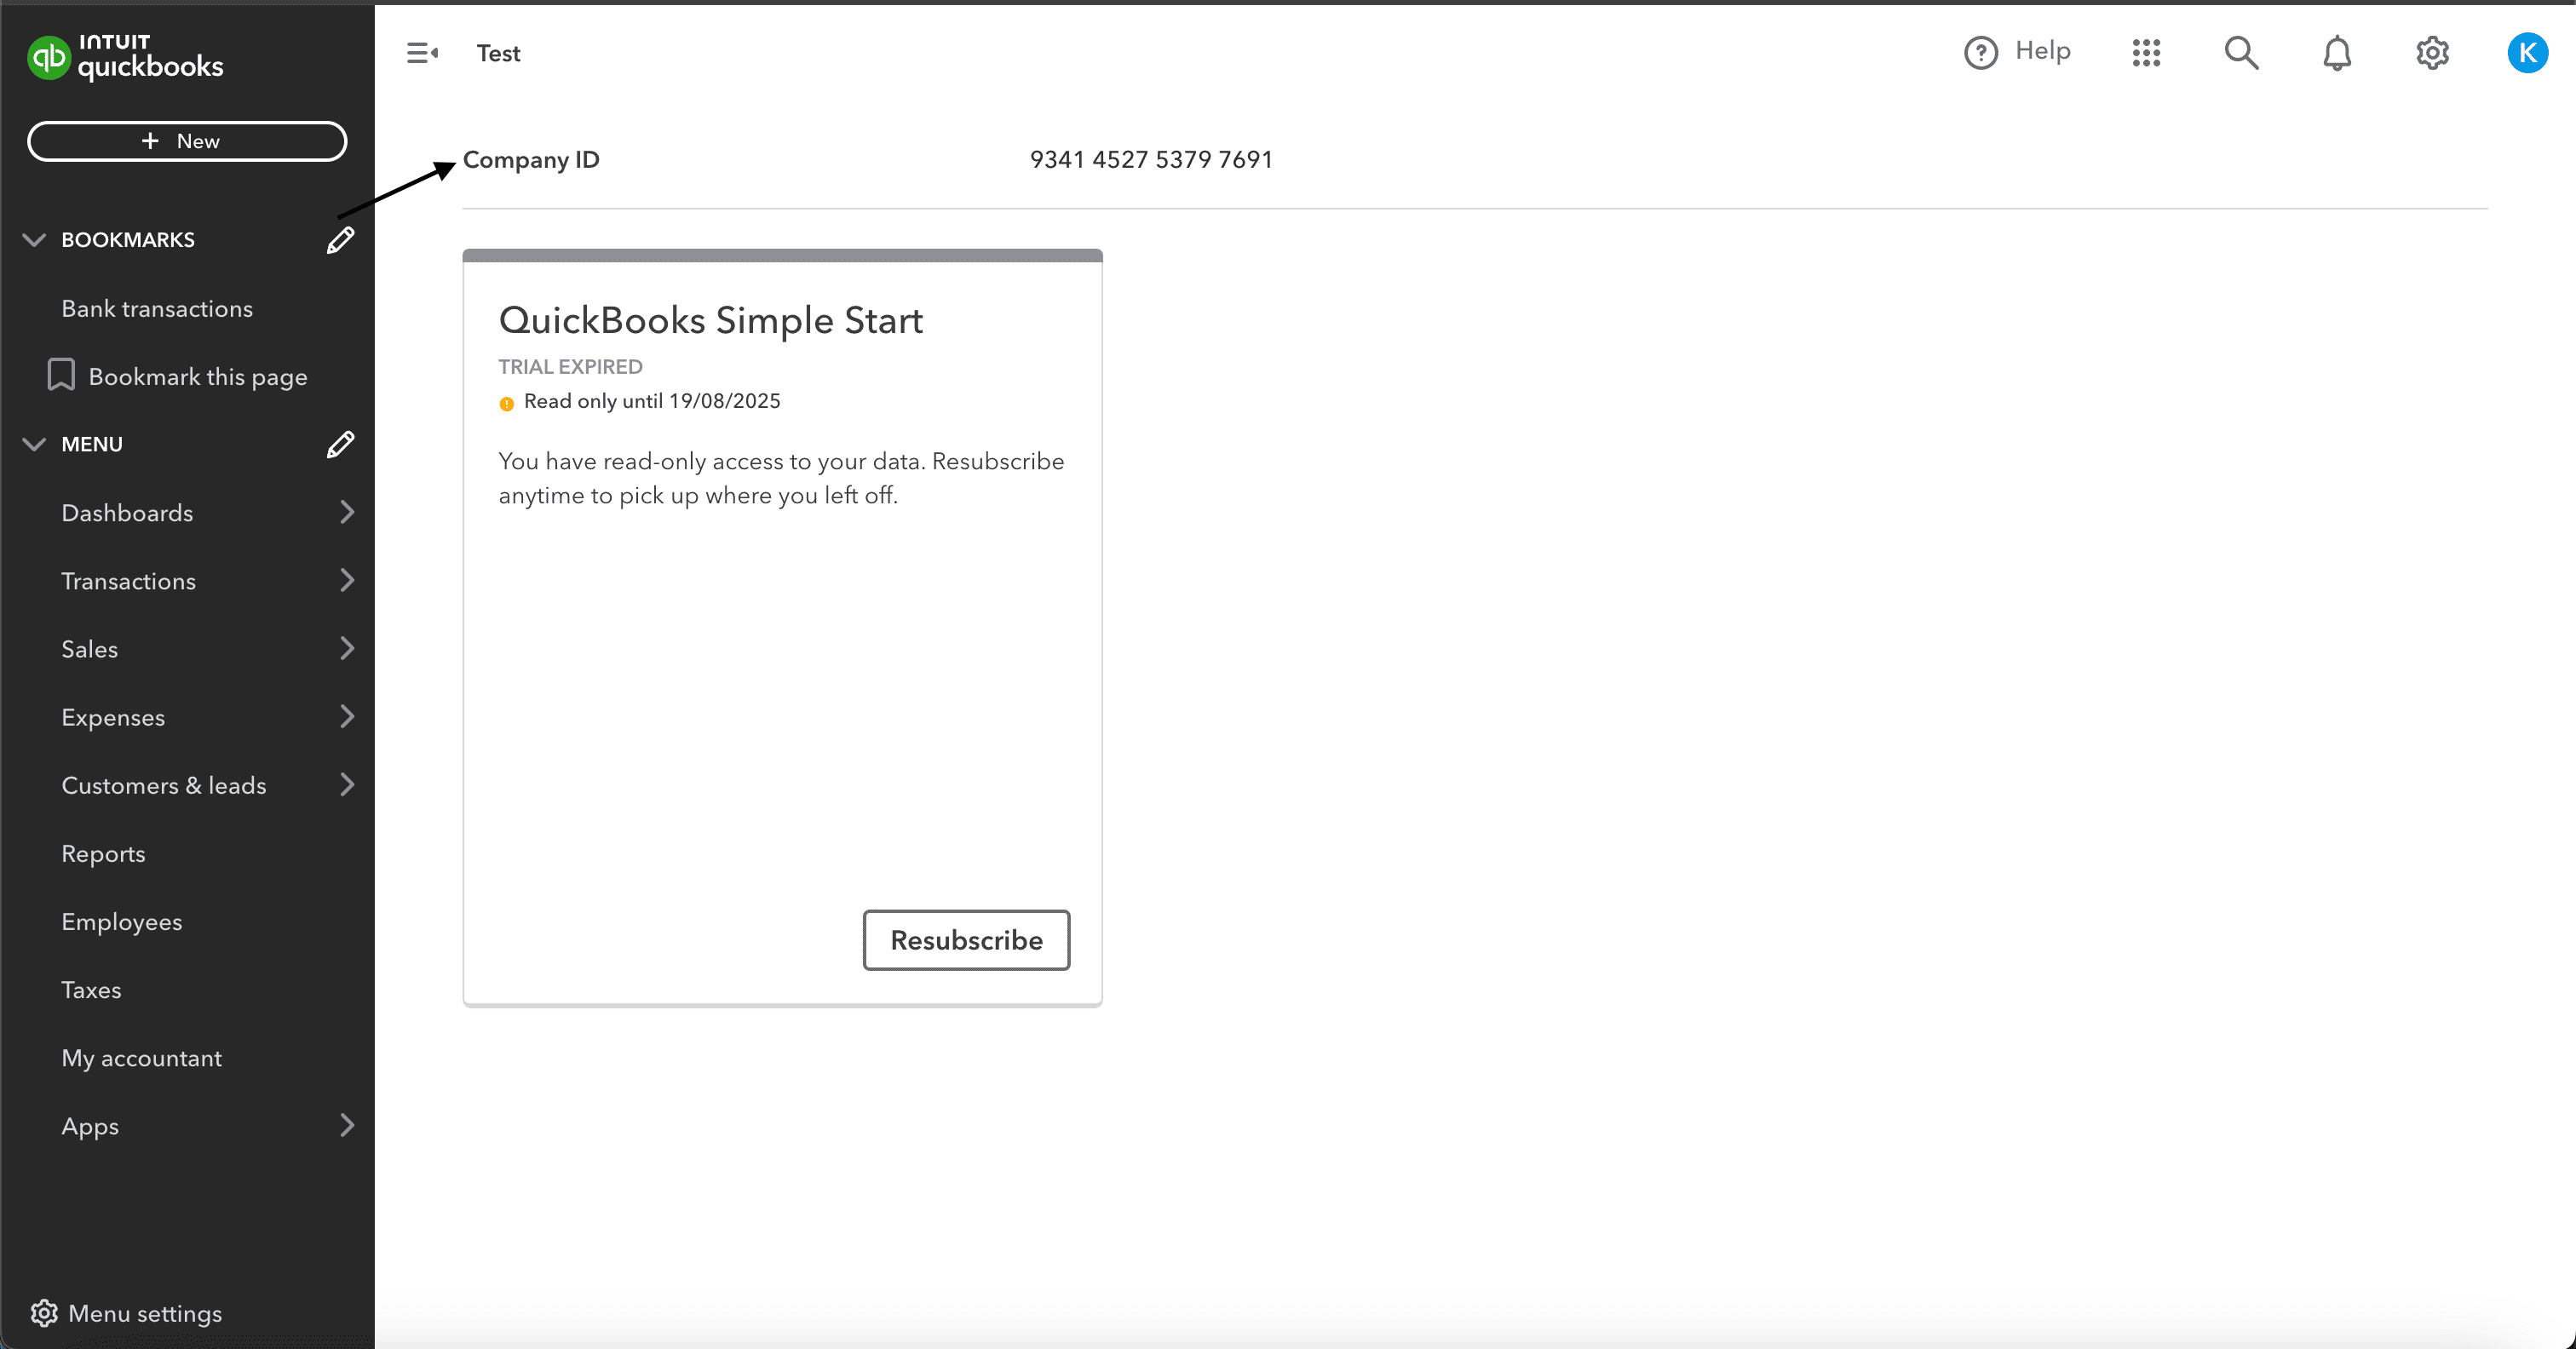 INTUIT
quickbooks
+ New
BOOKMARKS
Bank transactions
Bookmark this page
MENU
Dashboards
Transactions
Sales
Expenses
Customers & leads
Reports
Employees
Taxes
My accountant
Apps
Menu settings
Test
Help
K
Company ID 9341 4527 5379 7691
QuickBooks Simple Start
TRIAL EXPIRED
Read only until 19/08/2025
You have read-only access to your data. Resubscribe
anytime to pick up where you left off.
Resubscribe